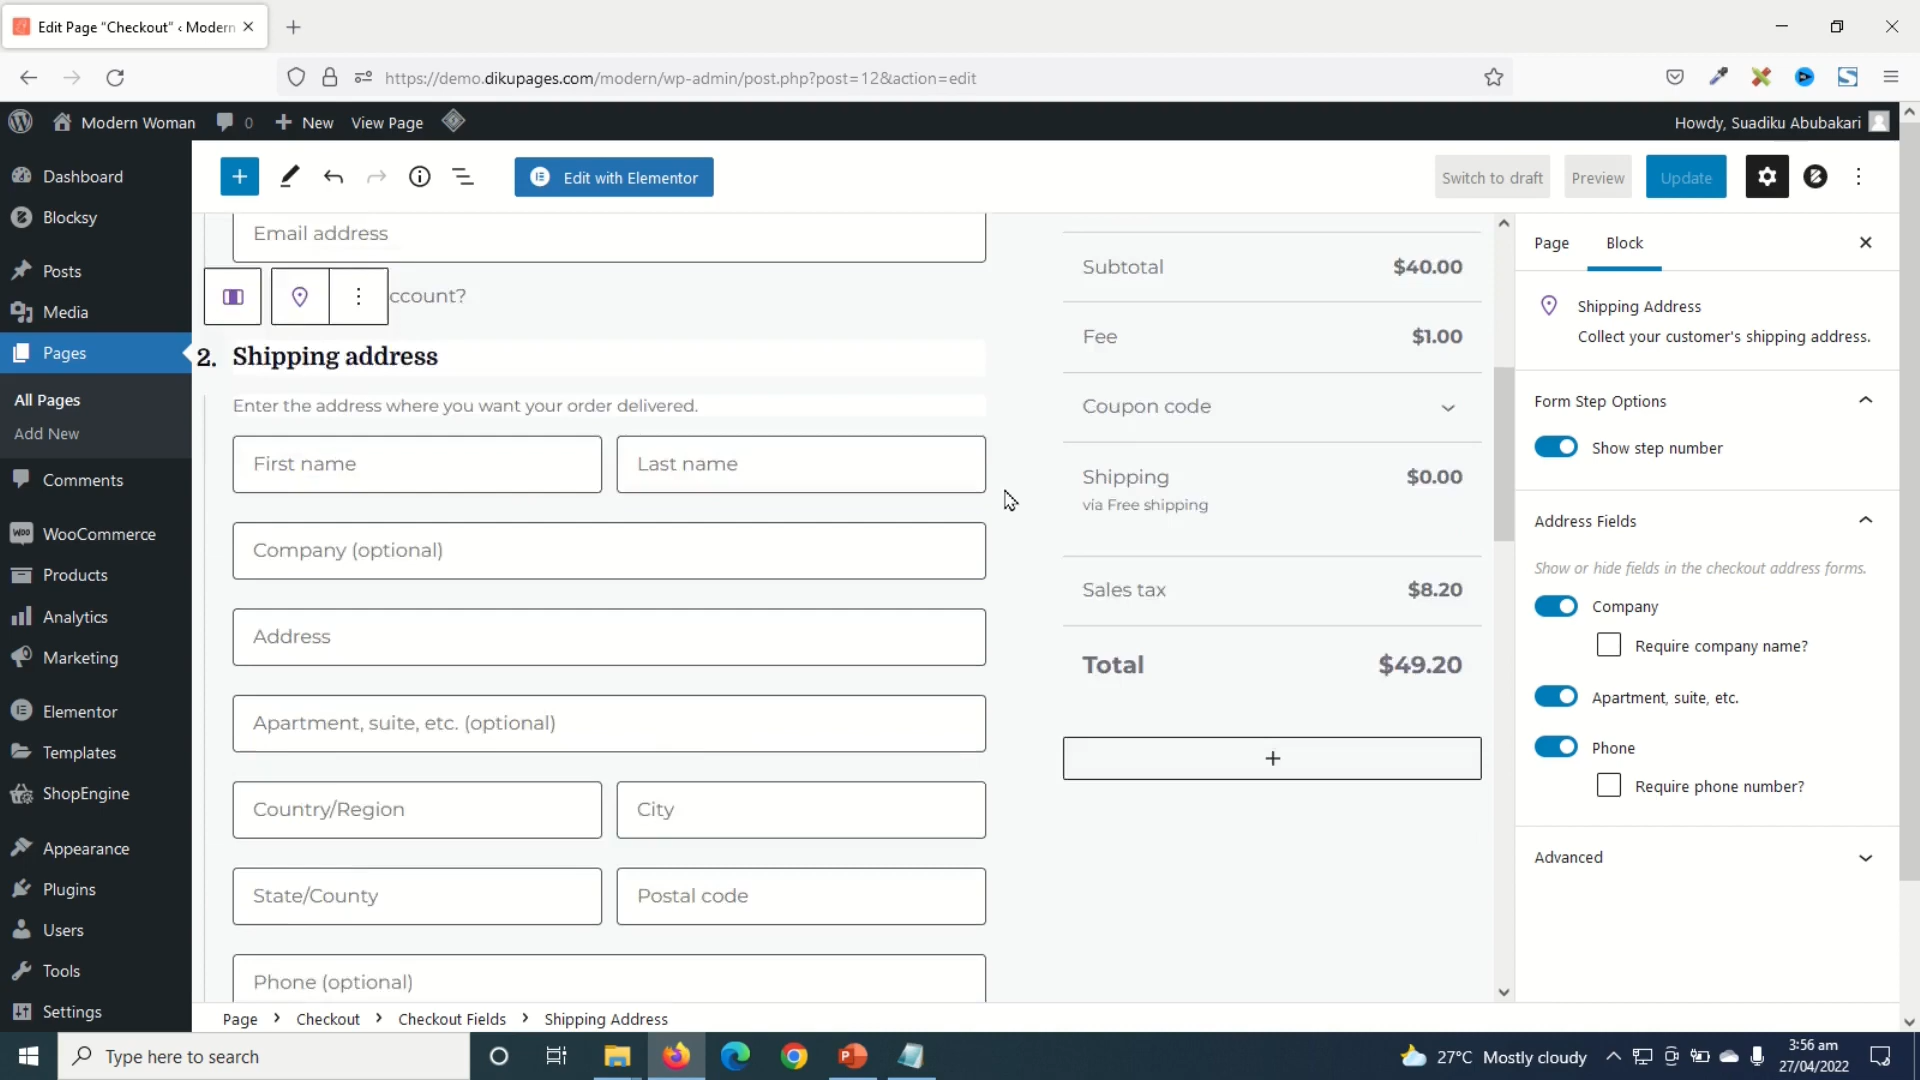 Edit Page “Checkout” ‹ Modern
https://demo.dikupages.com/modern/wp-admin/post.php?post=12&action=edit
Modern Woman
0
New
View Page
Howdy, Suadiku Abubakari
Dashboard
Blocksy
Posts
Media
Pages
All Pages
Add New
Comments
WooCommerce
Products
Analytics
Marketing
Elementor
Templates
ShopEngine
Appearance
Plugins
Users
Tools
Settings
Edit with Elementor
Switch to draft
Preview
Update
Email address
ccount?
2. Shipping address
Enter the address where you want your order delivered.
First name
Last name
Company (optional)
Address
Apartment, suite, etc. (optional)
Country/Region
City
State/County
Postal code
Phone (optional)
Subtotal $40.00
Fee $1.00
Coupon code
Shipping $0.00
via Free shipping
Sales tax $8.20
Total $49.20
Page
Block
Shipping Address
Collect your customer's shipping address.
Form Step Options
Show step number
Address Fields
Show or hide fields in the checkout address forms.
Company
Require company name?
Apartment, suite, etc.
Phone
Require phone number?
Advanced
Page › Checkout › Checkout Fields › Shipping Address
Type here to search
27°C Mostly cloudy
3:56 am
27/04/2022